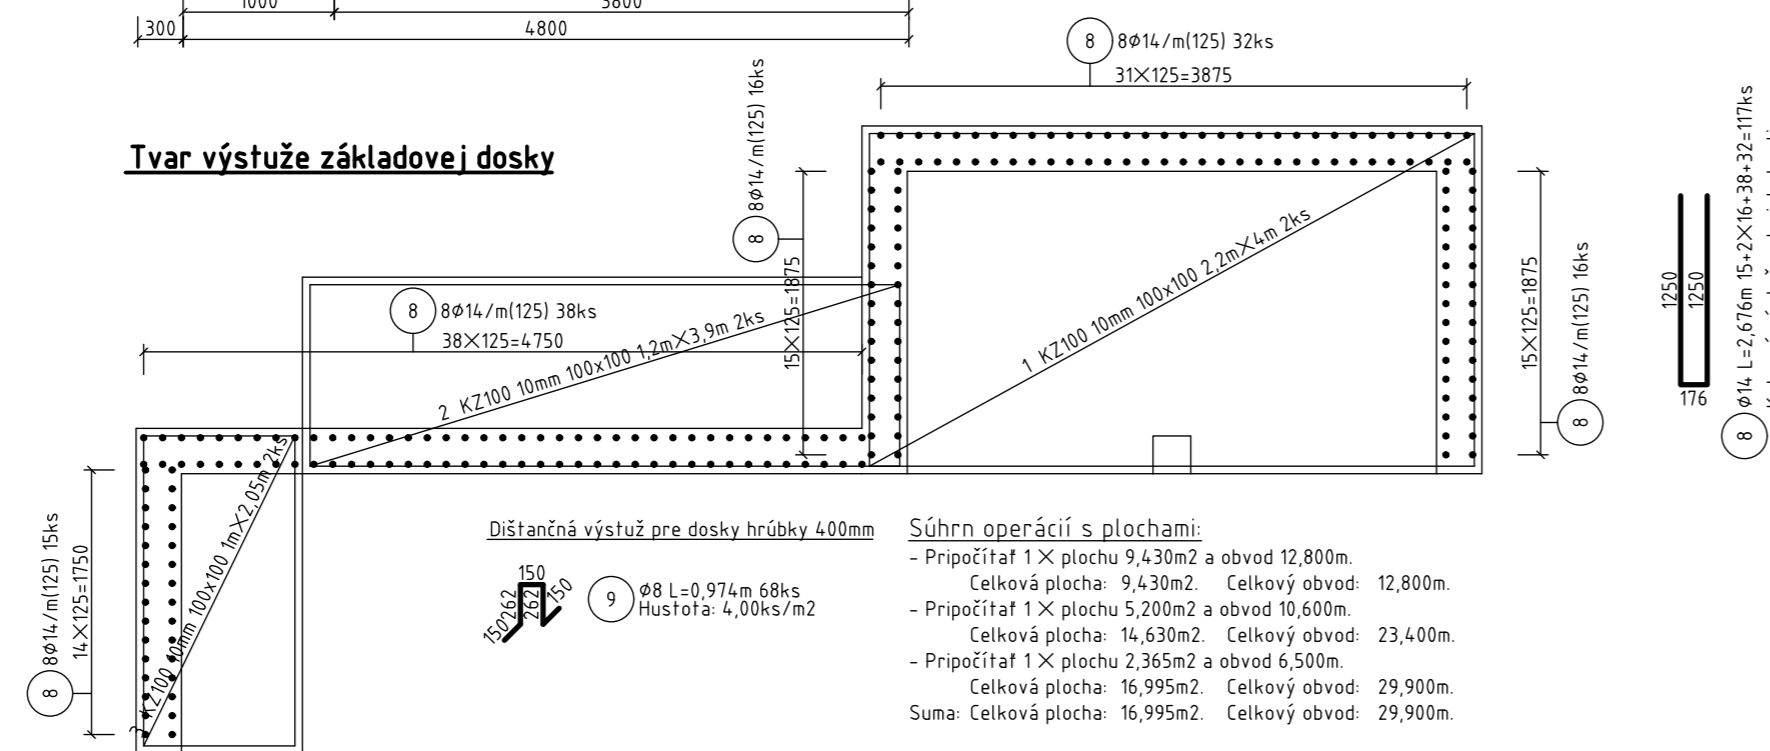 1000
3800
300
4800
8
8Ø14/m(125) 32ks
31×125=3875
Tvar výstuže základovej dosky
8
8Ø14/m(125) 16ks
15×125=1875
8
8Ø14/m(125) 38ks
38×125=4750
2 KZ100 10mm 100x100 1,2m×3,9m 2ks
1 KZ100 10mm 100x100 2,2m×4m 2ks
15×125=1875
8
8Ø14/m(125) 16ks
1250
1250
176
8
Ø14 L=2,676m 15+2×16+38+32=117ks
8
8Ø14/m(125) 15ks
14×125=1750
3 KZ100 10mm 100x100 1m×2,05m 2ks
Dištančná výstuž pre dosky hrúbky 400mm
150
262
262
150
150
9
Ø8 L=0,974m 68ks
Hustota: 4,00ks/m2
Súhrn operácií s plochami:
- Pripočítať 1 × plochu 9,430m2 a obvod 12,800m.
Celková plocha: 9,430m2. Celkový obvod: 12,800m.
- Pripočítať 1 × plochu 5,200m2 a obvod 10,600m.
Celková plocha: 14,630m2. Celkový obvod: 23,400m.
- Pripočítať 1 × plochu 2,365m2 a obvod 6,500m.
Celková plocha: 16,995m2. Celkový obvod: 29,900m.
Suma: Celková plocha: 16,995m2. Celkový obvod: 29,900m.